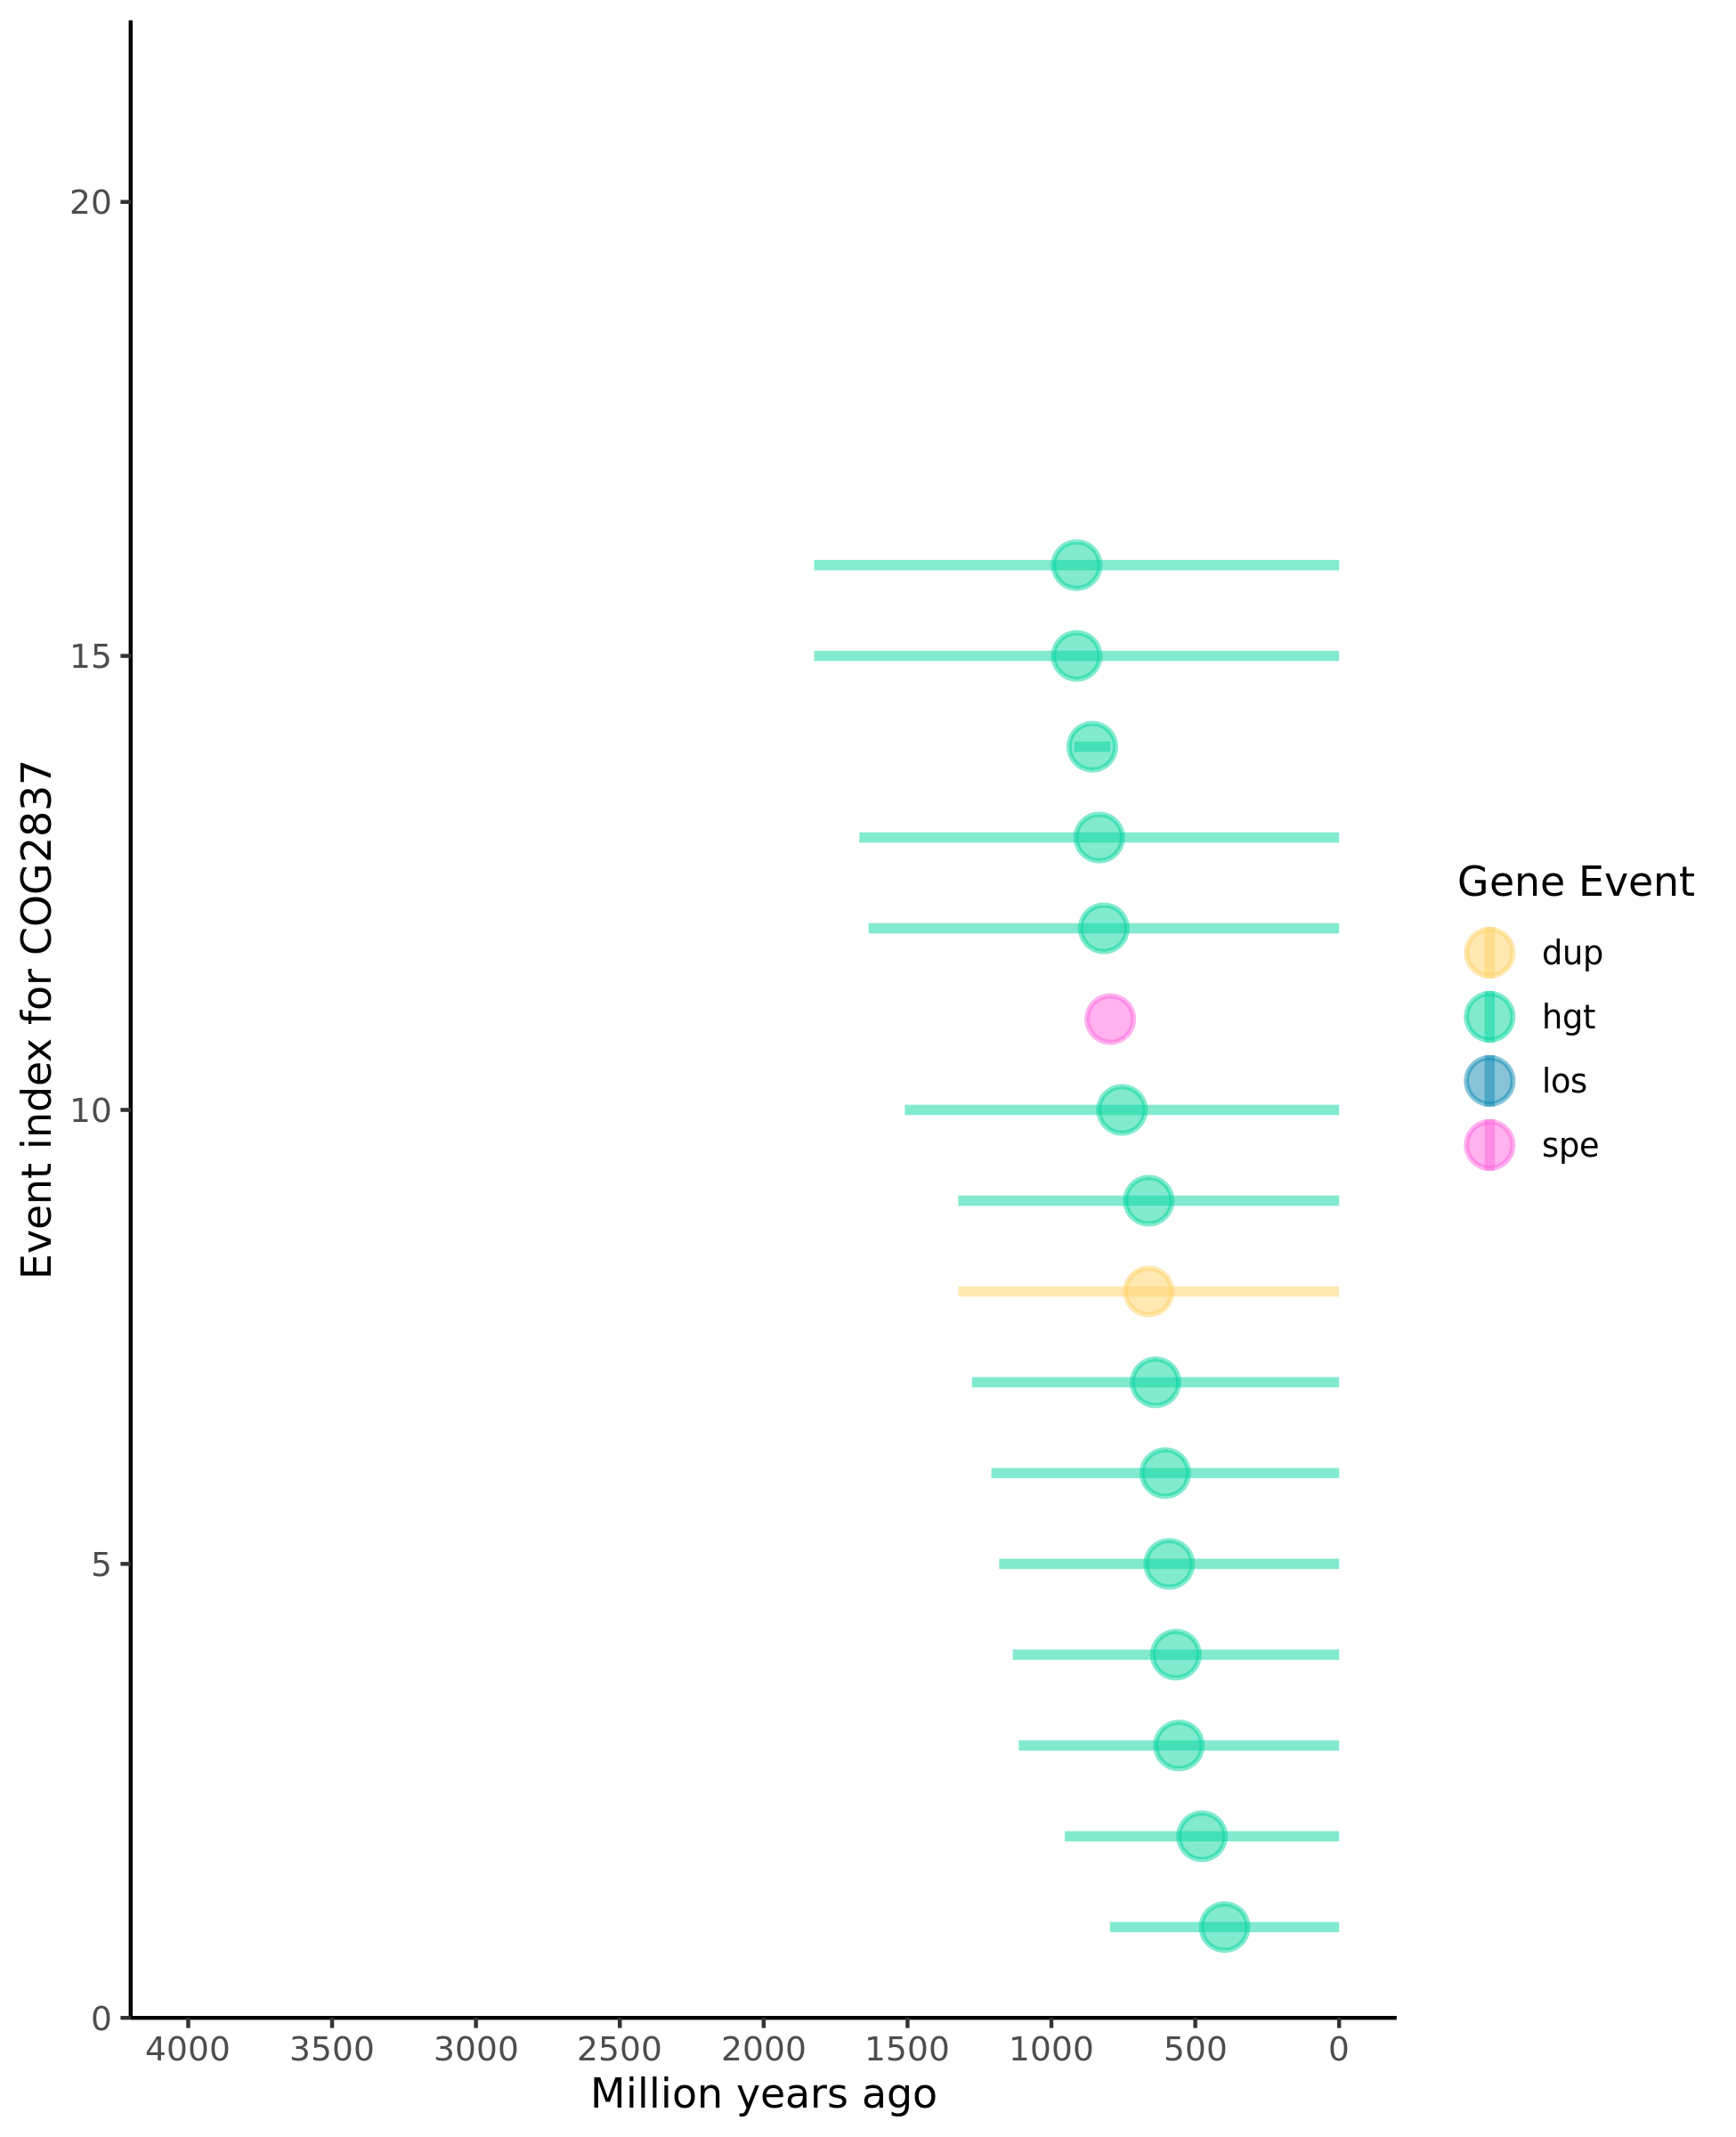 Event index for COG2837
20
15
10
5
0
4000 3500 3000 2500 2000 1500 1000 500 0
Million years ago
Gene Event
dup
hgt
los
spe